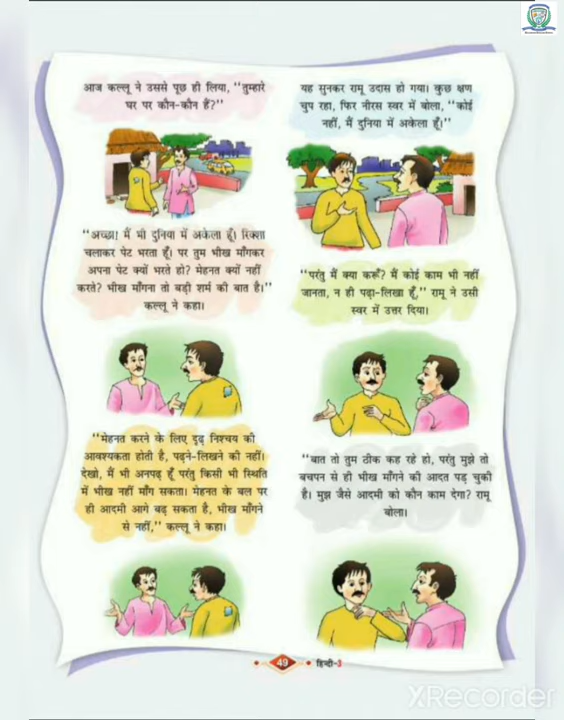 आज कल्लू ने उससे पूछ ही लिया, "तुम्हारे
घर पर कौन-कौन हैं?"
यह सुनकर रामू उदास हो गया। कुछ क्षण
चुप रहा, फिर नीरस स्वर में बोला, "कोई
नहीं, मैं दुनिया में अकेला हूँ।"
"अच्छा! मैं भी दुनिया में अकेला हूँ। रिक्शा
चलाकर पेट भरता हूँ। पर तुम भीख माँगकर
अपना पेट क्यों भरते हो? मेहनत क्यों नहीं
करते? भीख माँगना तो बड़ी शर्म की बात है।"
कल्लू ने कहा।
"परंतु मैं क्या करूँ? मैं कोई काम भी नहीं
जानता, न ही पढ़ा-लिखा हूँ," रामू ने उसी
स्वर में उत्तर दिया।
"मेहनत करने के लिए दृढ़ निश्चय की
आवश्यकता होती है, पढ़ने-लिखने की नहीं।
देखो, मैं भी अनपढ़ हूँ परंतु किसी भी स्थिति
में भीख नहीं माँग सकता। मेहनत के बल पर
ही आदमी आगे बढ़ सकता है, भीख माँगने
से नहीं," कल्लू ने कहा।
"बात तो तुम ठीक कह रहे हो, परंतु मुझे तो
बचपन से ही भीख माँगने की आदत पड़ चुकी
है। मुझ जैसे आदमी को कौन काम देगा? रामू
बोला।
49 हिन्दी-3
XRecorder